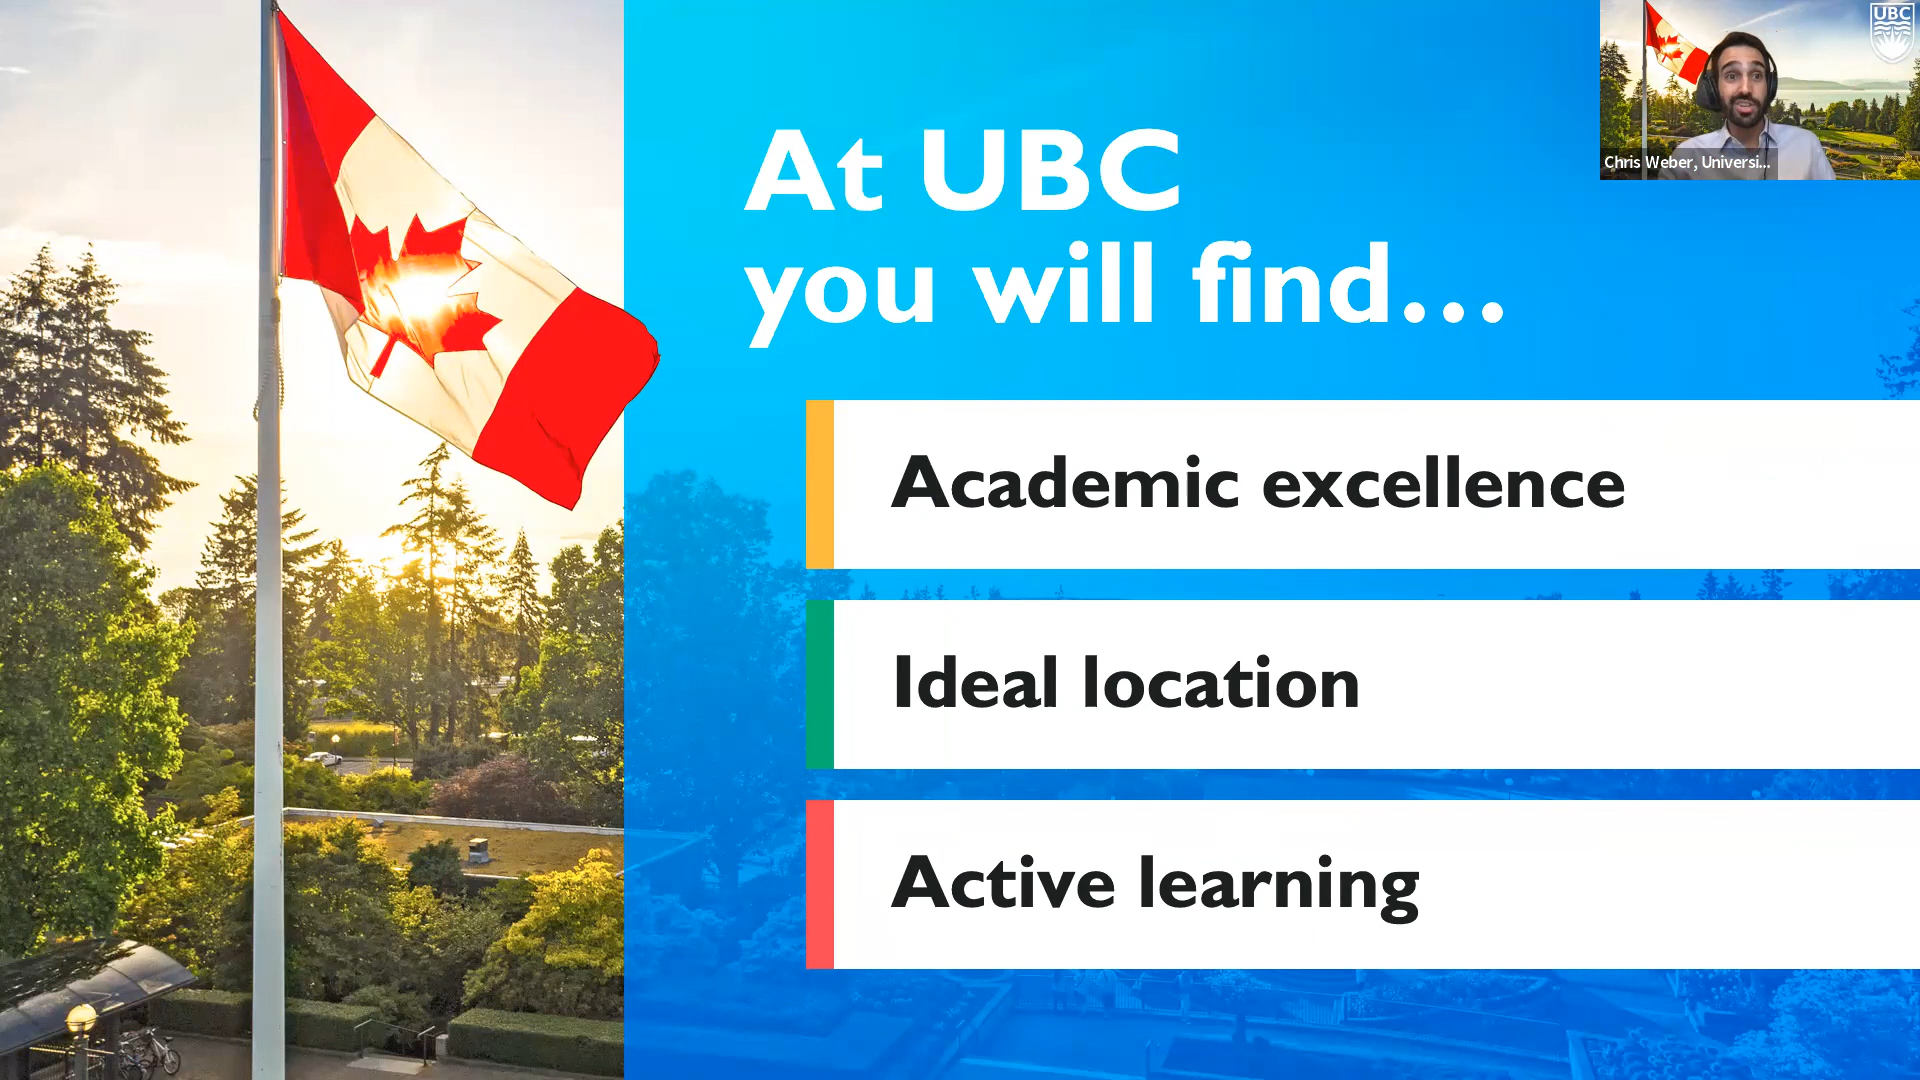 At UBC
you will find...
Academic excellence
Ideal location
Active learning
UBC
Chris Weber, Universi...